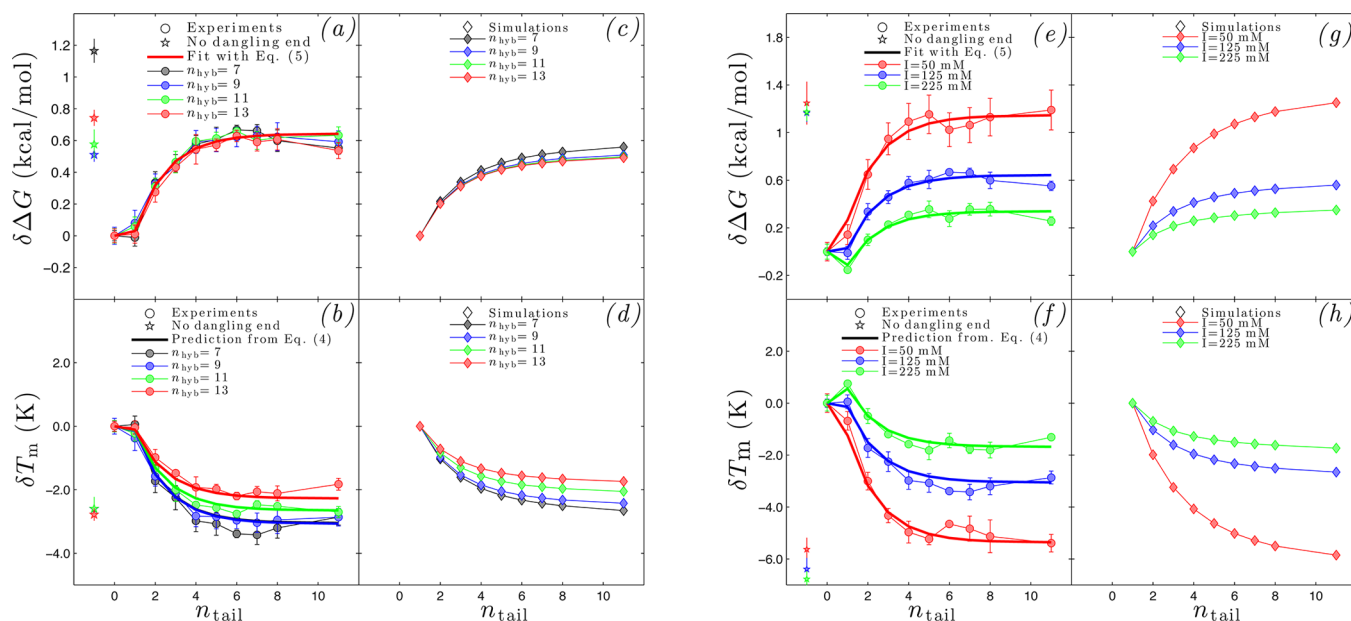 (a)
○ Experiments
☆ No dangling end
Fit with Eq. (5)
n_hyb= 7
n_hyb= 9
n_hyb= 11
n_hyb= 13
δΔG (kcal/mol)
1.2
1.0
0.8
0.6
0.4
0.2
0
−0.2
(c)
◇ Simulations
n_hyb= 7
n_hyb= 9
n_hyb= 11
n_hyb= 13
(b)
○ Experiments
☆ No dangling end
Prediction from Eq. (4)
n_hyb= 7
n_hyb= 9
n_hyb= 11
n_hyb= 13
δT_m (K)
0.0
−2.0
−4.0
0 2 4 6 8 10
n_tail
(d)
◇ Simulations
n_hyb= 7
n_hyb= 9
n_hyb= 11
n_hyb= 13
0 2 4 6 8 10
n_tail
(e)
○ Experiments
☆ No dangling end
Fit with Eq. (5)
I=50 mM
I=125 mM
I=225 mM
δΔG (kcal/mol)
1.8
1.4
1.0
0.6
0.2
−0.2
(g)
◇ Simulations
I=50 mM
I=125 mM
I=225 mM
(f)
○ Experiments
☆ No dangling end
Prediction from. Eq. (4)
I=50 mM
I=125 mM
I=225 mM
δT_m (K)
2.0
0.0
−2.0
−4.0
−6.0
0 2 4 6 8 10
n_tail
(h)
◇ Simulations
I=50 mM
I=125 mM
I=225 mM
0 2 4 6 8 10
n_tail